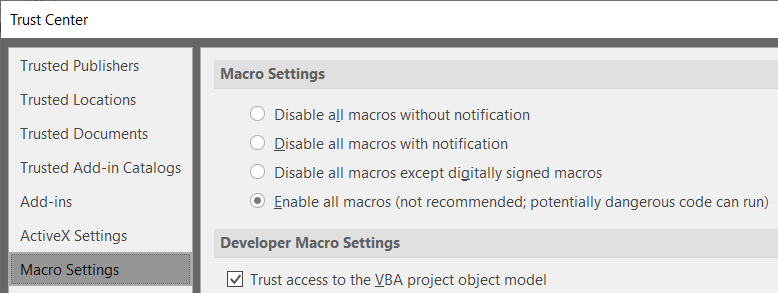 Trust Center
Trusted Publishers
Trusted Locations
Trusted Documents
Trusted Add-in Catalogs
Add-ins
ActiveX Settings
Macro Settings
Macro Settings
Disable all macros without notification
Disable all macros with notification
Disable all macros except digitally signed macros
Enable all macros (not recommended; potentially dangerous code can run)
Developer Macro Settings
Trust access to the VBA project object model